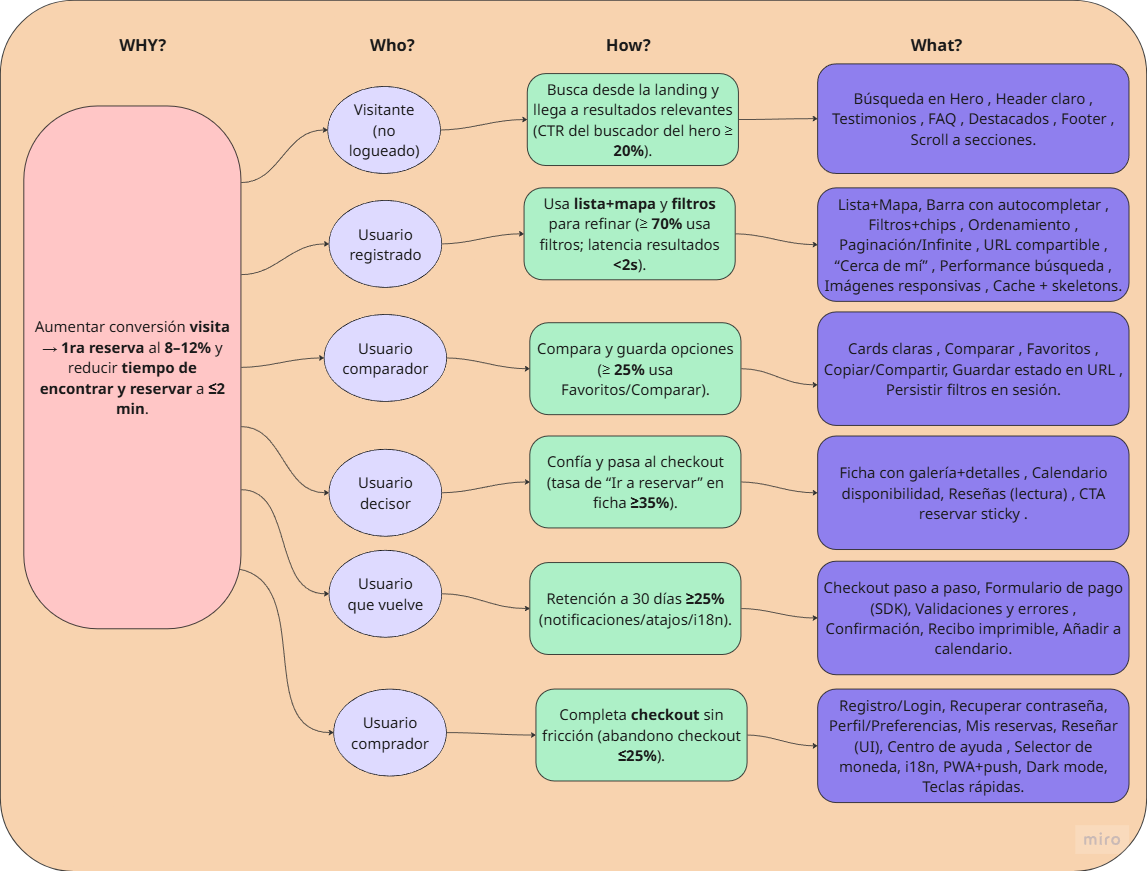 WHY?
Who?
How?
What?
Aumentar conversión visita
→ 1ra reserva al 8–12% y
reducir tiempo de
encontrar y reservar a ≤2
min.
Visitante
(no
logueado)
Busca desde la landing y
llega a resultados relevantes
(CTR del buscador del hero ≥
20%).
Búsqueda en Hero , Header claro ,
Testimonios , FAQ , Destacados , Footer ,
Scroll a secciones.
Usuario
registrado
Usa lista+mapa y filtros
para refinar (≥ 70% usa
filtros; latencia resultados
<2s).
Lista+Mapa, Barra con autocompletar ,
Filtros+chips , Ordenamiento ,
Paginación/Infinite , URL compartible ,
“Cerca de mí” , Performance búsqueda ,
Imágenes responsivas , Cache + skeletons.
Usuario
comparador
Compara y guarda opciones
(≥ 25% usa
Favoritos/Comparar).
Cards claras , Comparar , Favoritos ,
Copiar/Compartir, Guardar estado en URL ,
Persistir filtros en sesión.
Usuario
decisor
Confía y pasa al checkout
(tasa de “Ir a reservar” en
ficha ≥35%).
Ficha con galería+detalles , Calendario
disponibilidad, Reseñas (lectura) , CTA
reservar sticky .
Usuario
que vuelve
Retención a 30 días ≥25%
(notificaciones/atajos/i18n).
Checkout paso a paso, Formulario de pago
(SDK), Validaciones y errores ,
Confirmación, Recibo imprimible, Añadir a
calendario.
Usuario
comprador
Completa checkout sin
fricción (abandono checkout
≤25%).
Registro/Login, Recuperar contraseña,
Perfil/Preferencias, Mis reservas, Reseñar
(UI), Centro de ayuda , Selector de
moneda, i18n, PWA+push, Dark mode,
Teclas rápidas.
miro